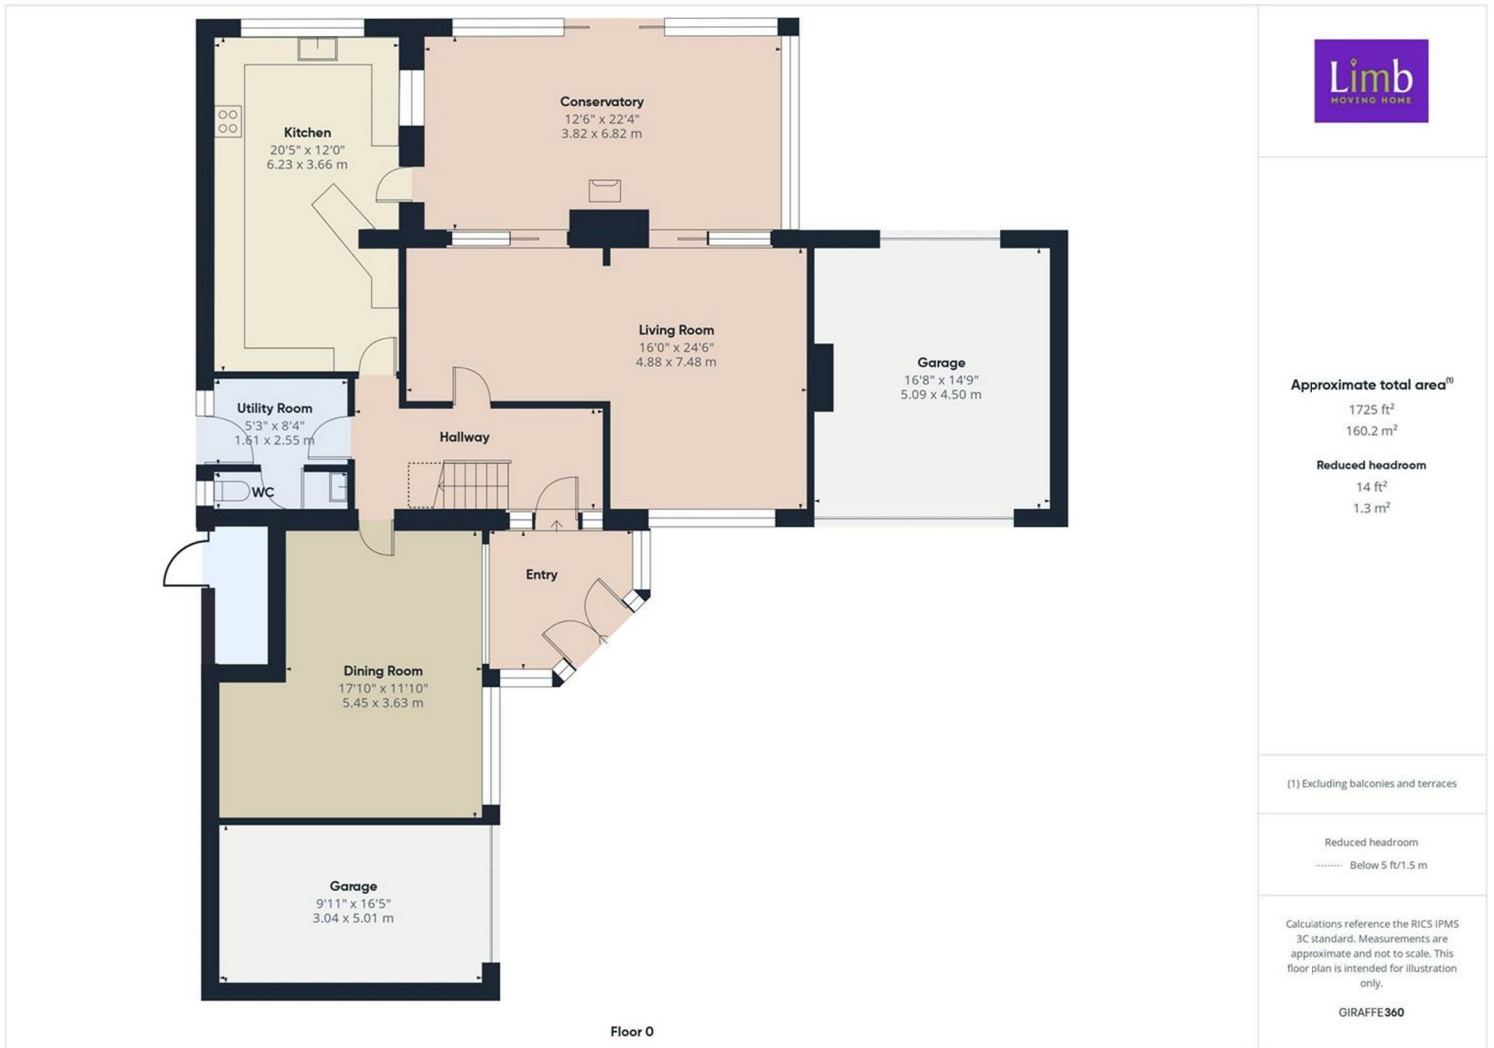 Conservatory
12'6" x 22'4"
3.82 x 6.82 m
Kitchen
20'5" x 12'0"
6.23 x 3.66 m
Living Room
16'0" x 24'6"
4.88 x 7.48 m
Garage
16'8" x 14'9"
5.09 x 4.50 m
Utility Room
5'3" x 8'4"
1.61 x 2.55 m
Hallway
WC
Entry
Dining Room
17'10" x 11'10"
5.45 x 3.63 m
Garage
9'11" x 16'5"
3.04 x 5.01 m
Floor 0
Limb
MOVING HOME
Approximate total area(1)
1725 ft²
160.2 m²
Reduced headroom
14 ft²
1.3 m²
(1) Excluding balconies and terraces
Reduced headroom
Below 5 ft/1.5 m
Calculations reference the RICS IPMS
3C standard. Measurements are
approximate and not to scale. This
floor plan is intended for illustration
only.
GIRAFFE360